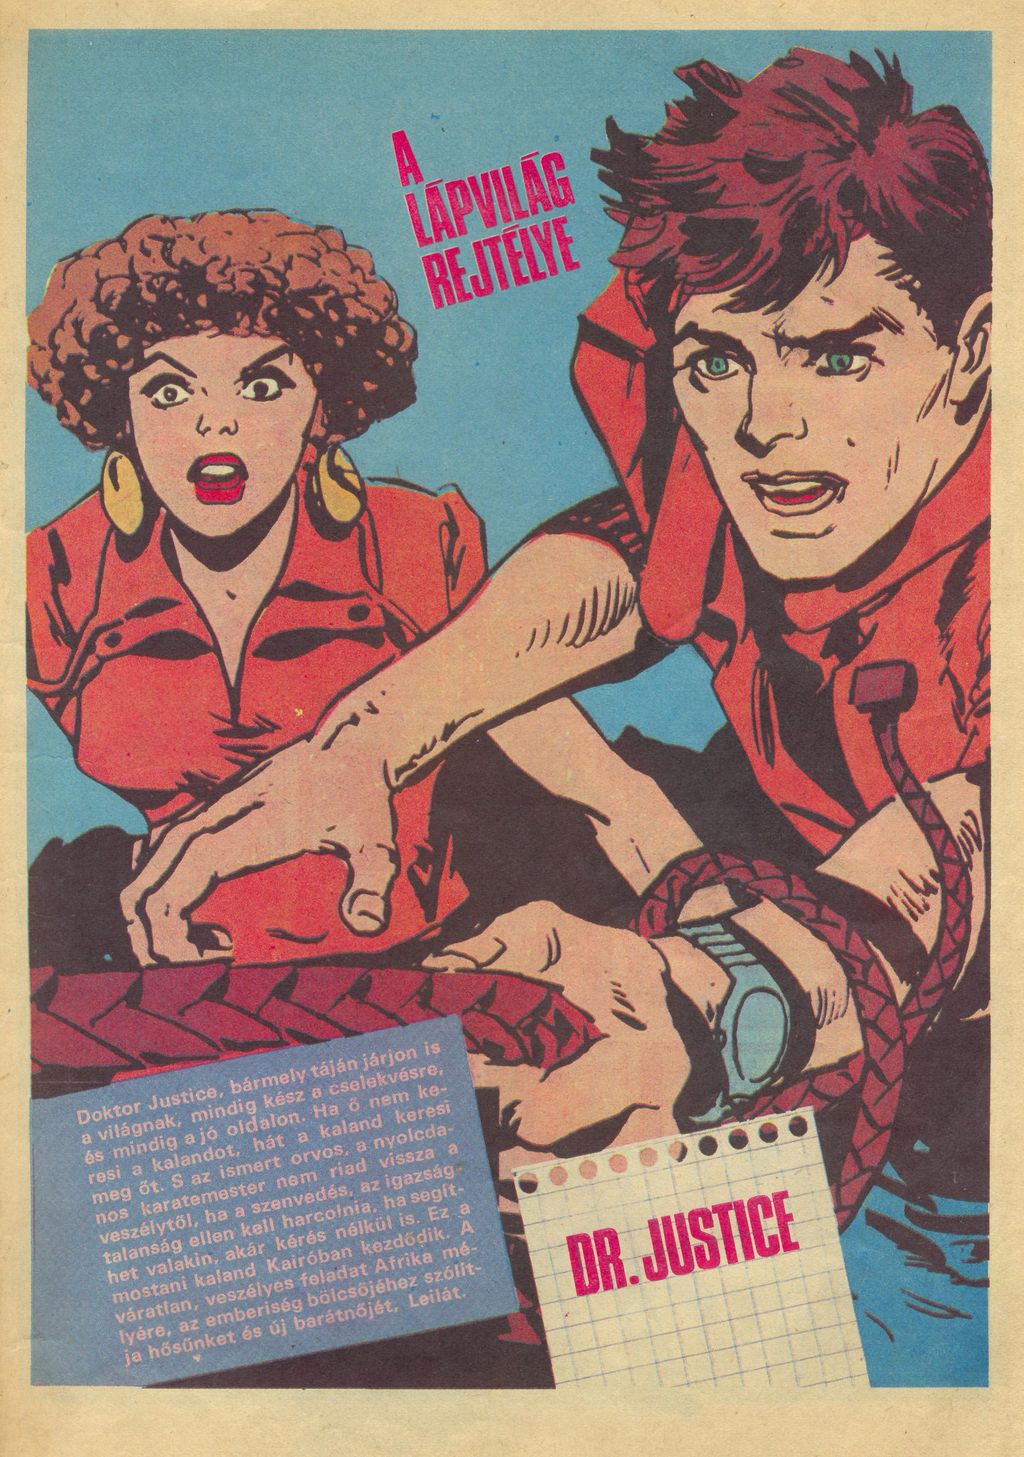 A
LÁPVILÁG
REJTÉLYE
Doktor Justice, bármely táján járjon is
a világnak, mindig kész a cselekvésre,
és mindig a jó oldalon. Ha ő nem ke-
resi a kalandot, hát a kaland keresi
meg őt. S az ismert orvos, a nyolcda-
nos karatemester nem riad vissza a
veszélytől, ha a szenvedés, az igazság-
talanság ellen kell harcolnia, ha segít-
het valakin, akár kérés nélkül is. Ez a
mostani kaland Kairóban kezdődik. A
váratlan, veszélyes feladat Afrika mé-
lyére, az emberiség bölcsőjéhez szólít-
ja hősünket és új barátnőjét, Leilát.
DR. JUSTICE